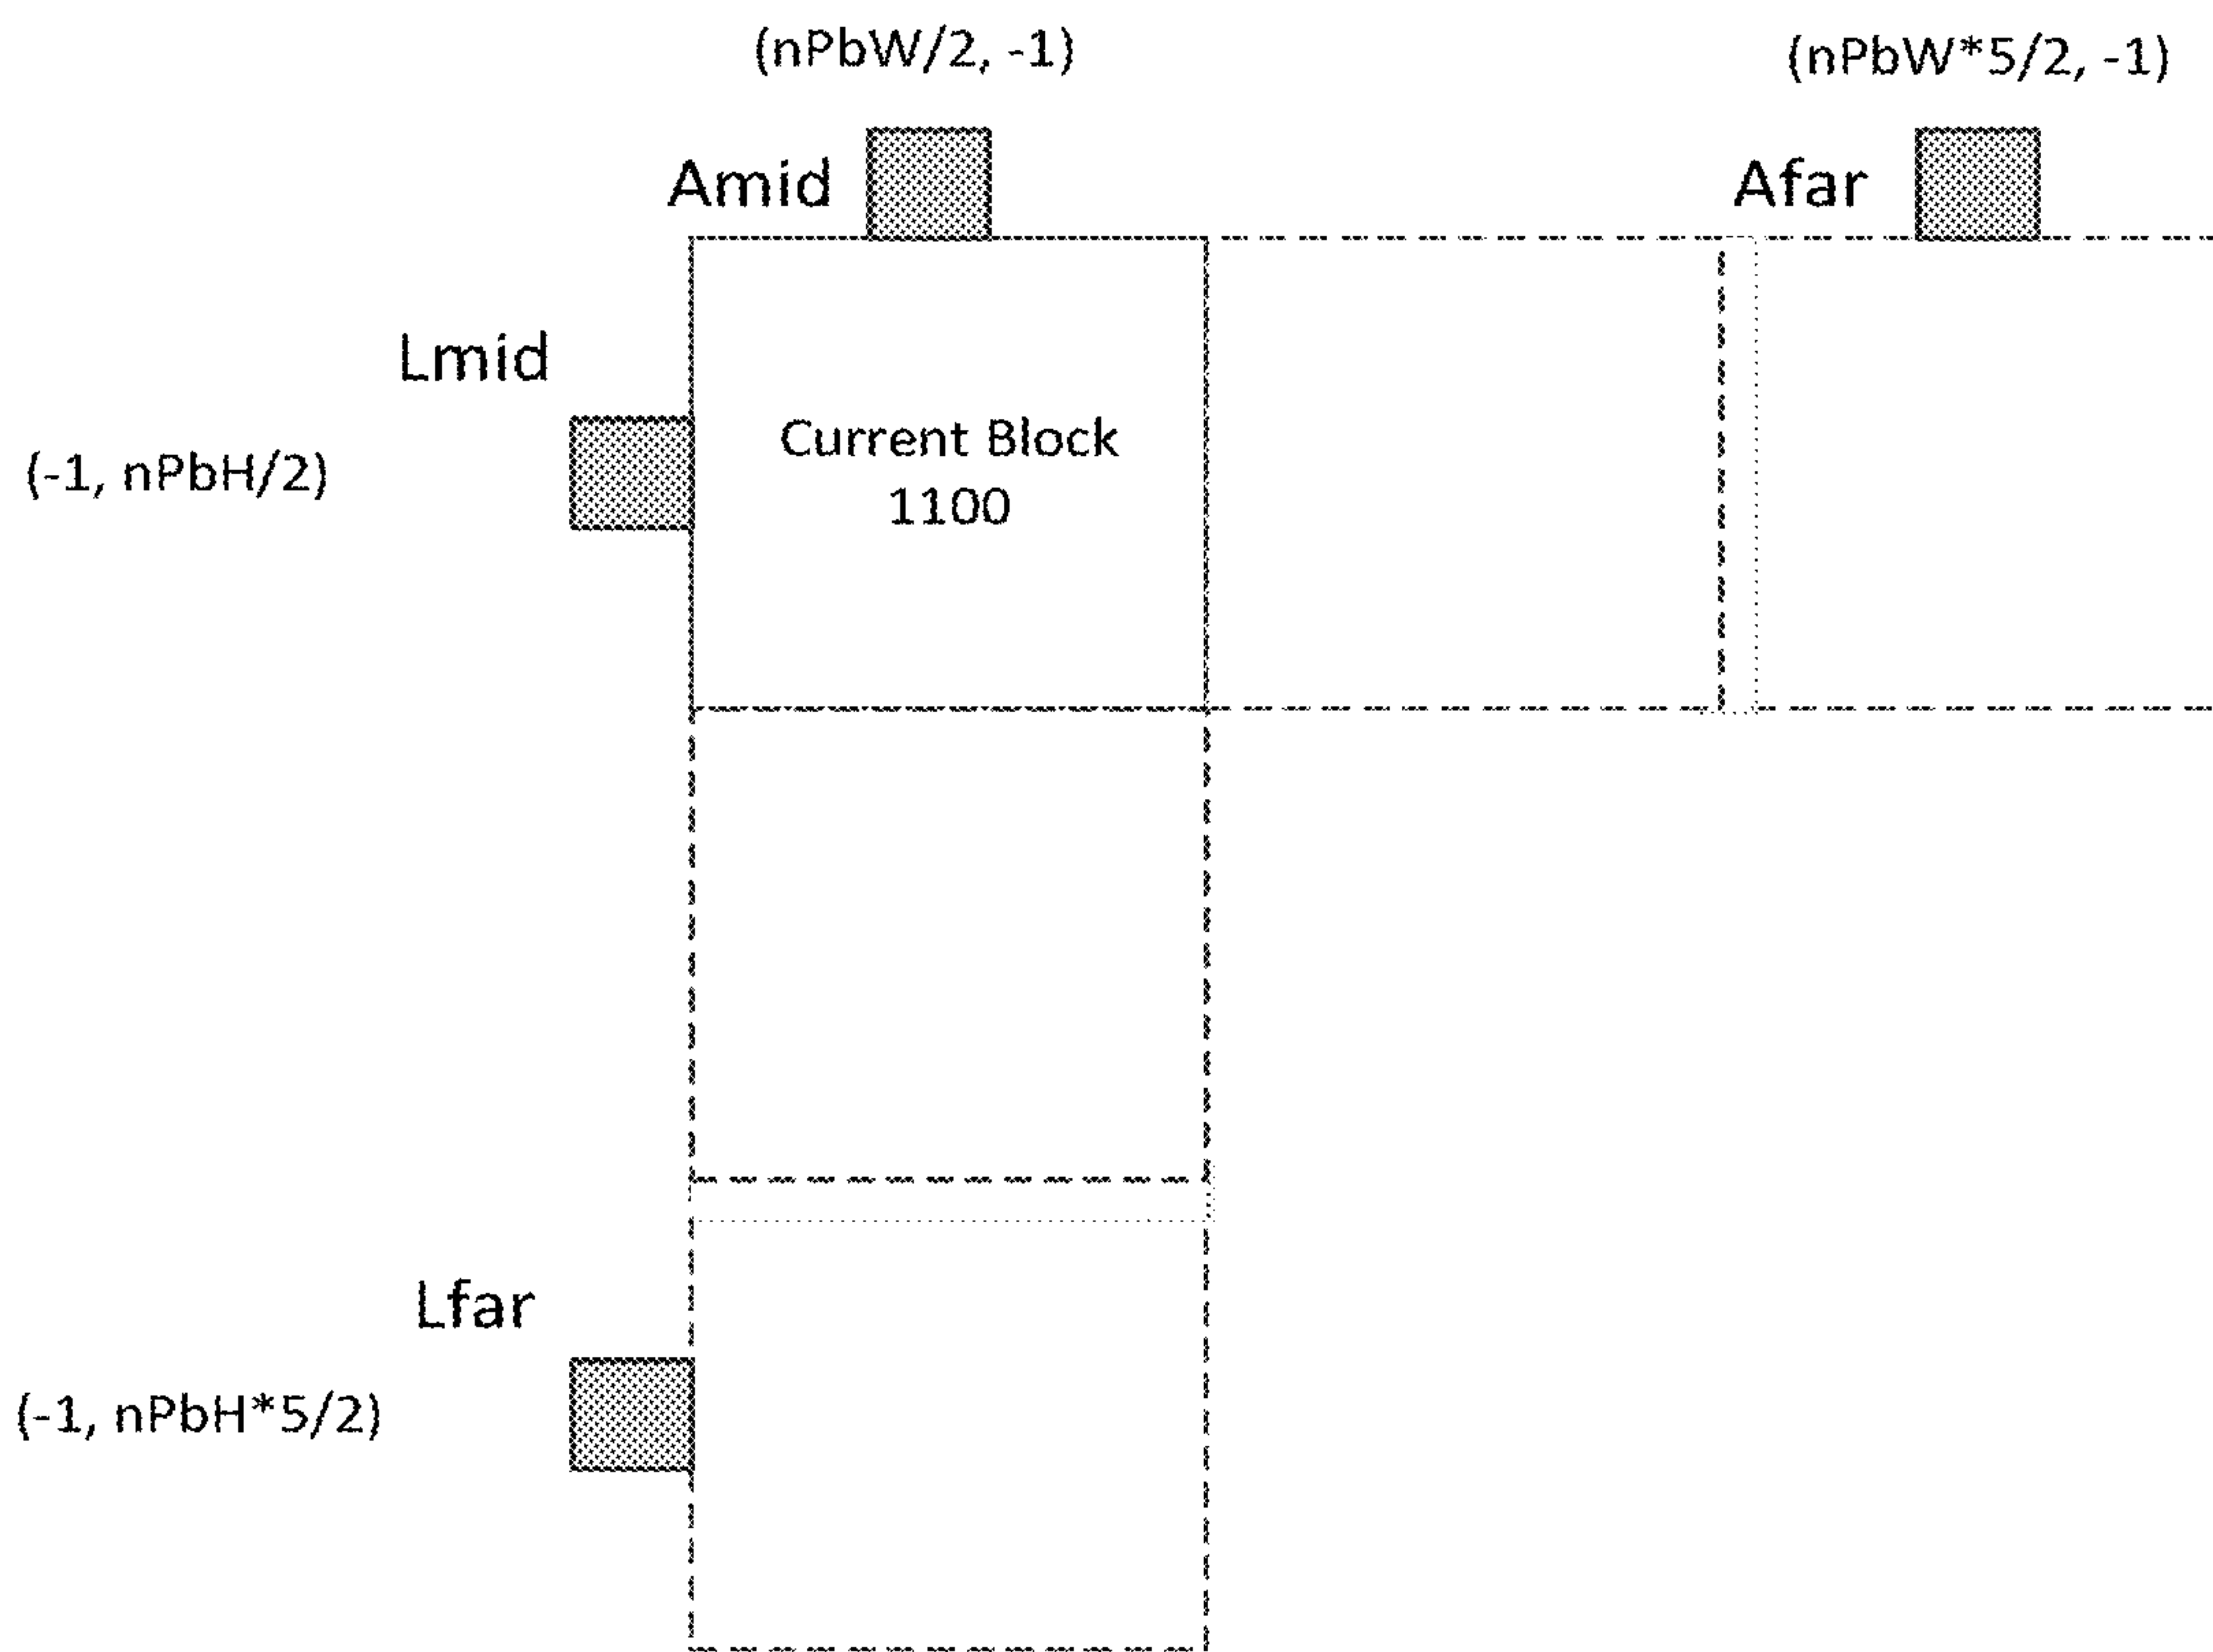 (nPbW/2, -1)
(nPbW*5/2, -1)
Amid
Afar
Lmid
Current Block
1100
(-1, nPbH/2)
Lfar
(-1, nPbH*5/2)